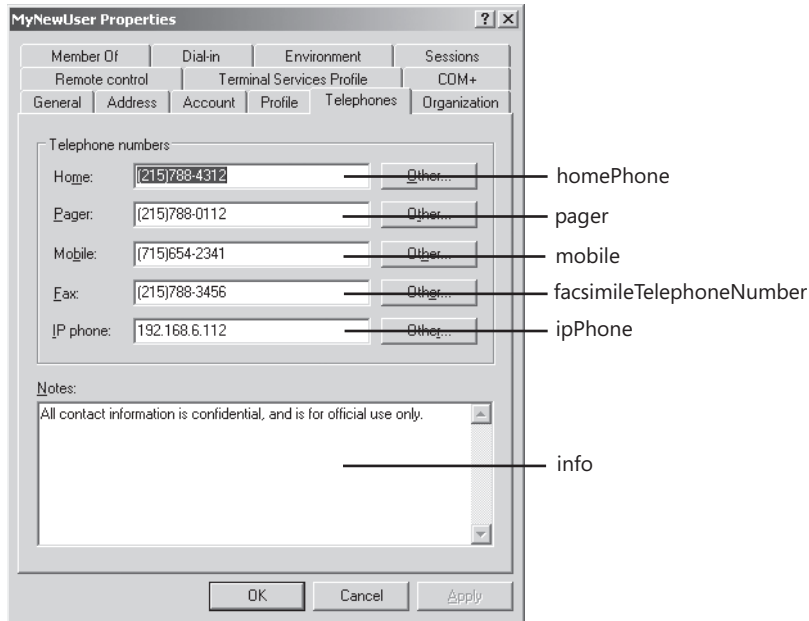 MyNewUser Properties
Member Of Dial-in Environment Sessions
Remote control Terminal Services Profile COM+
General Address Account Profile Telephones Organization
Telephone numbers
Home: (215)788-4312 Other... homePhone
Pager: (215)788-0112 Other... pager
Mobile: (715)654-2341 Other... mobile
Fax: (215)788-3456 Other... facsimileTelephoneNumber
IP phone: 192.168.6.112 Other... ipPhone
Notes:
All contact information is confidential, and is for official use only.
info
OK Cancel Apply